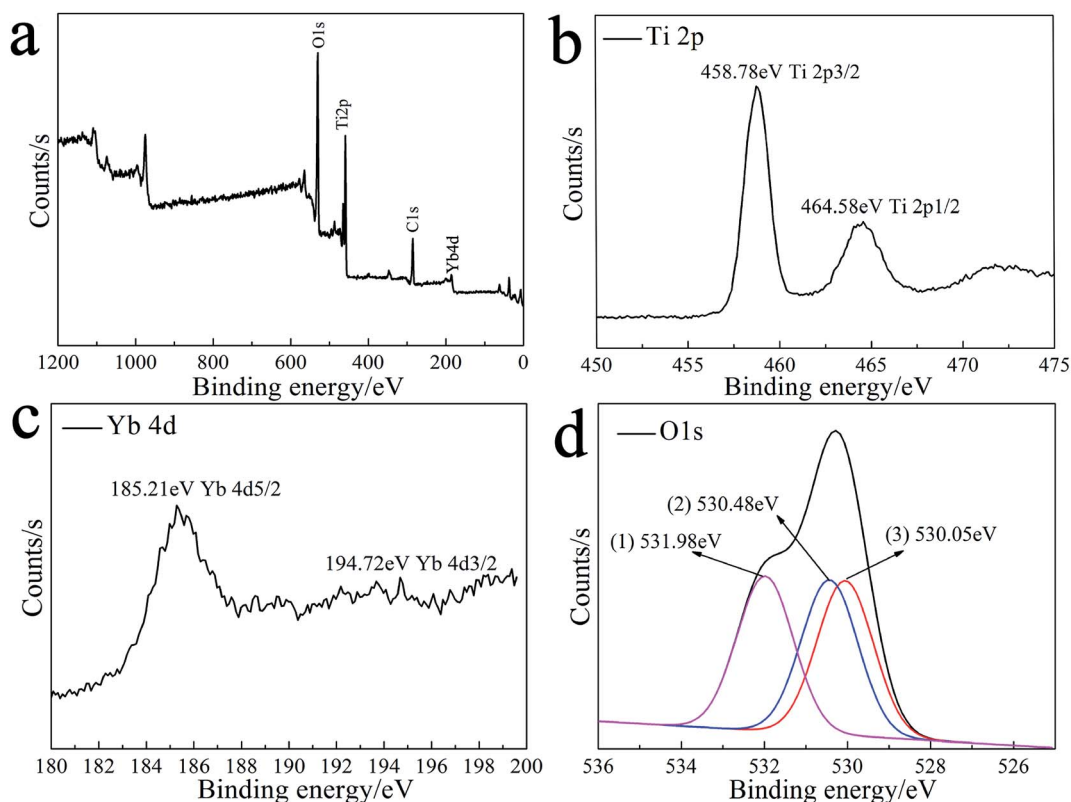 a
O1s
Ti2p
C1s
Yb4d
Counts/s
1200 1000 800 600 400 200 0
Binding energy/eV
b
Ti 2p
458.78eV Ti 2p3/2
464.58eV Ti 2p1/2
Counts/s
450 455 460 465 470 475
Binding energy/eV
c
Yb 4d
185.21eV Yb 4d5/2
194.72eV Yb 4d3/2
Counts/s
180 182 184 186 188 190 192 194 196 198 200
Binding energy/eV
d
O1s
(2) 530.48eV
(3) 530.05eV
(1) 531.98eV
Counts/s
536 534 532 530 528 526
Binding energy/eV